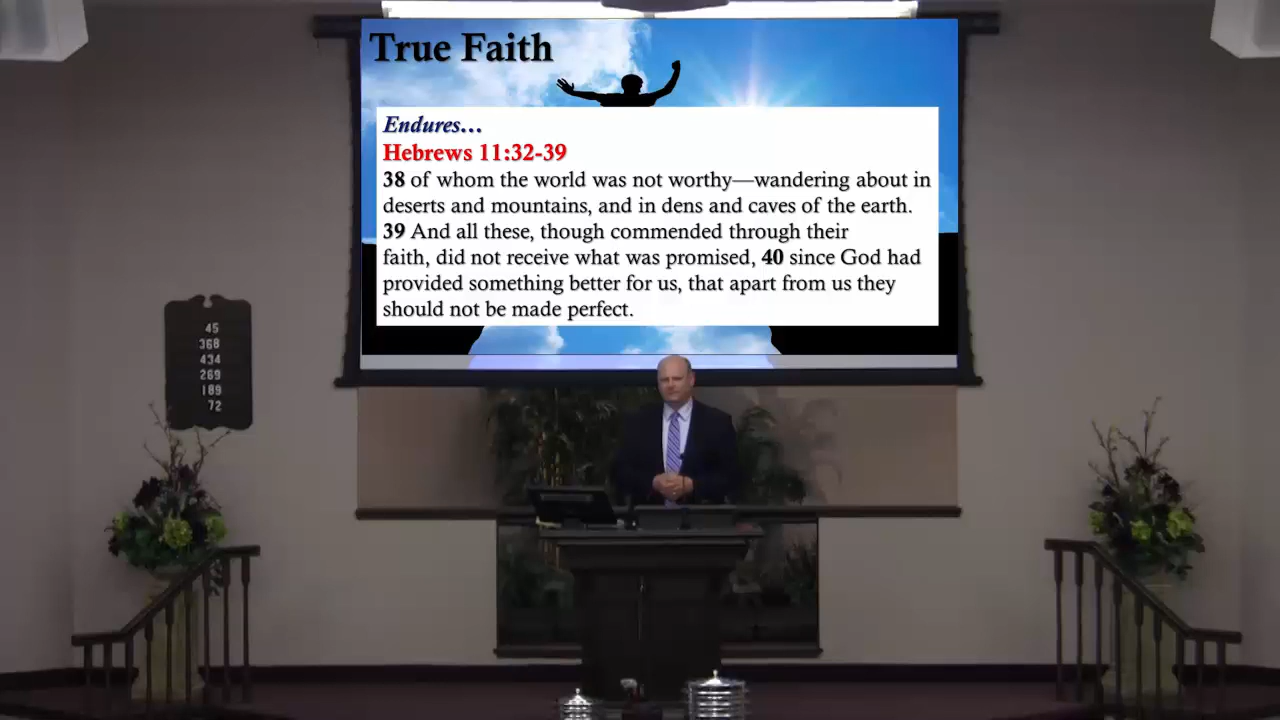 True Faith
Endures...
Hebrews 11:32-39
38 of whom the world was not worthy—wandering about in
deserts and mountains, and in dens and caves of the earth.
39 And all these, though commended through their
faith, did not receive what was promised, 40 since God had
provided something better for us, that apart from us they
should not be made perfect.
45
368
434
269
189
72